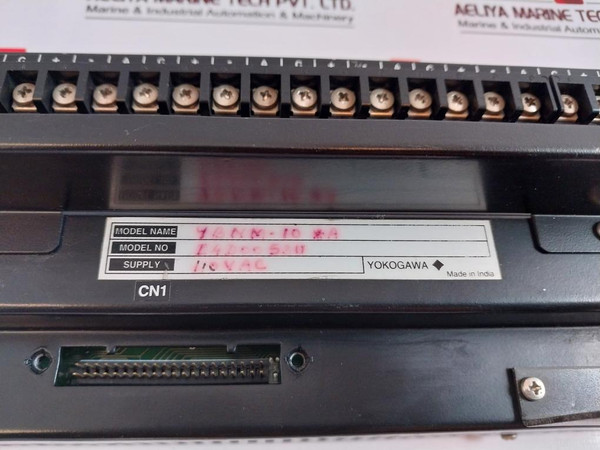 AELIYA MARINE TECH PVT. LTD.
Marine & Industrial Automation & Machinery
AELIYA MARINE TEC
Marine & Industrial Autom
MODEL NAME
MODEL NO
SUPPLY 110VAC
YOKOGAWA
Made in India
CN1